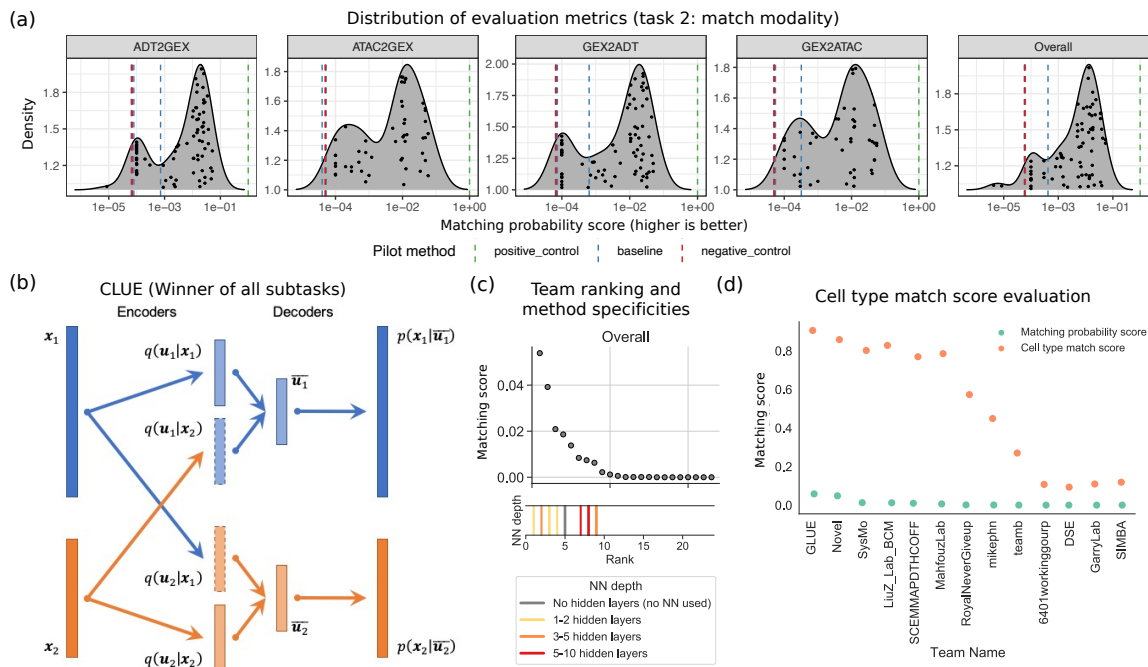 (a)
Distribution of evaluation metrics (task 2: match modality)
ADT2GEX
ATAC2GEX
GEX2ADT
GEX2ATAC
Overall
Density
1.8
1.5
1.2
1e−05
1e−03
1e−01
1.8
1.6
1.4
1.2
1.0
1e−04
1e−02
1e+00
2.00
1.75
1.50
1.25
1.00
1e−04
1e−02
1e+00
1.8
1.6
1.4
1.2
1.0
1e−04
1e−02
1e+00
1.8
1.5
1.2
1e−05
1e−03
1e−01
Matching probability score (higher is better)
Pilot method
positive_control
baseline
negative_control
(b)
CLUE (Winner of all subtasks)
Encoders
Decoders
x₁
q(u₁|x₁)
q(u₁|x₂)
u̅₁
p(x₁|u̅₁)
q(u₂|x₁)
u̅₂
x₂
q(u₂|x₂)
p(x₂|u̅₂)
(c)
Team ranking and
method specificities
Overall
Matching score
0.04
0.02
0.00
NN depth
0
5
10
15
20
Rank
NN depth
No hidden layers (no NN used)
1–2 hidden layers
3–5 hidden layers
5–10 hidden layers
(d)
Cell type match score evaluation
Matching probability score
Cell type match score
Matching score
0.8
0.6
0.4
0.2
0.0
GLUE
Novel
SysMo
LiuZ_Lab_BCM
SCEMMAPDTHCOFF
MahfouzLab
RoyalNeverGiveup
mikephn
teamb
6401workinggourp
DSE
GarryLab
SIMBA
Team Name